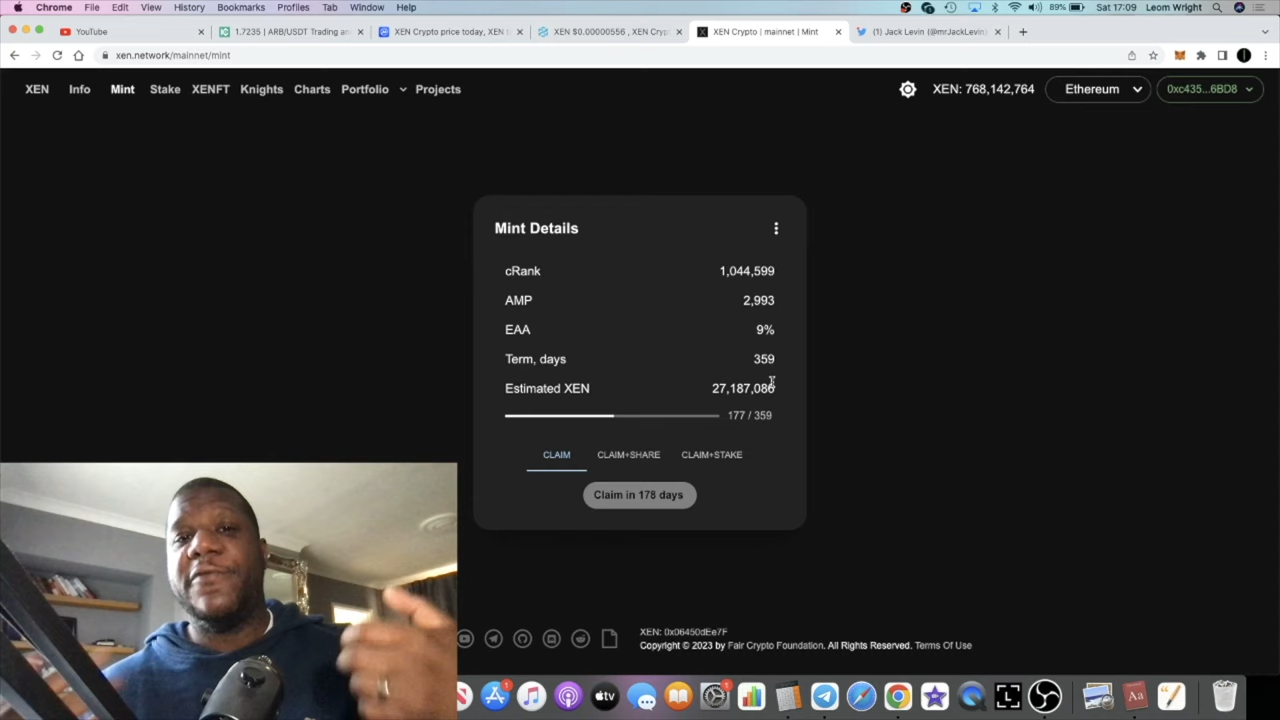 Chrome File Edit View History Bookmarks Profiles Tab Window Help 89% Sat 17:09 Leom Wright
YouTube 1.7235 | ARB/USDT Trading an XEN Crypto price today, XEN t XEN $0.00000556 , XEN Cryp XEN Crypto | mainnet | Mint (1) Jack Levin (@mrJackLevin)
xen.network/mainnet/mint
XEN Info Mint Stake XENFT Knights Charts Portfolio Projects XEN: 768,142,764 Ethereum 0xc435...6BD8
Mint Details
cRank 1,044,599
AMP 2,993
EAA 9%
Term, days 359
Estimated XEN 27,187,086
177 / 359
CLAIM CLAIM+SHARE CLAIM+STAKE
Claim in 178 days
XEN: 0x06450dEe7F
Copyright © 2023 by Fair Crypto Foundation. All Rights Reserved. Terms Of Use
tv
Aa